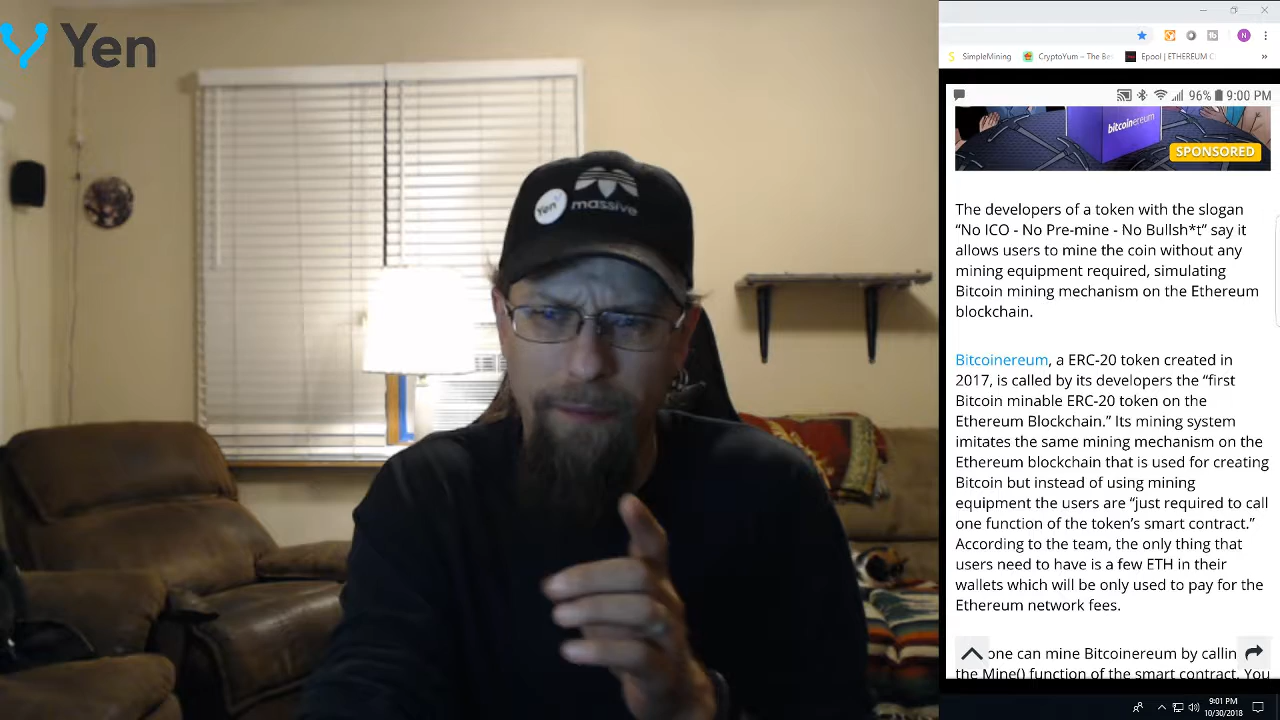 Yen
Yen
massive
SimpleMining
CryptoYum – The Bes
Epool | ETHEREUM C
»
N
96% 9:00 PM
bitcoinereum
SPONSORED
The developers of a token with the slogan
“No ICO - No Pre-mine - No Bullsh*t” say it
allows users to mine the coin without any
mining equipment required, simulating
Bitcoin mining mechanism on the Ethereum
blockchain.
Bitcoinereum, a ERC-20 token created in
2017, is called by its developers the “first
Bitcoin minable ERC-20 token on the
Ethereum Blockchain.” Its mining system
imitates the same mining mechanism on the
Ethereum blockchain that is used for creating
Bitcoin but instead of using mining
equipment the users are “just required to call
one function of the token’s smart contract.”
According to the team, the only thing that
users need to have is a few ETH in their
wallets which will be only used to pay for the
Ethereum network fees.
one can mine Bitcoinereum by callin
the Mine() function of the smart contract. You
9:01 PM
10/30/2018